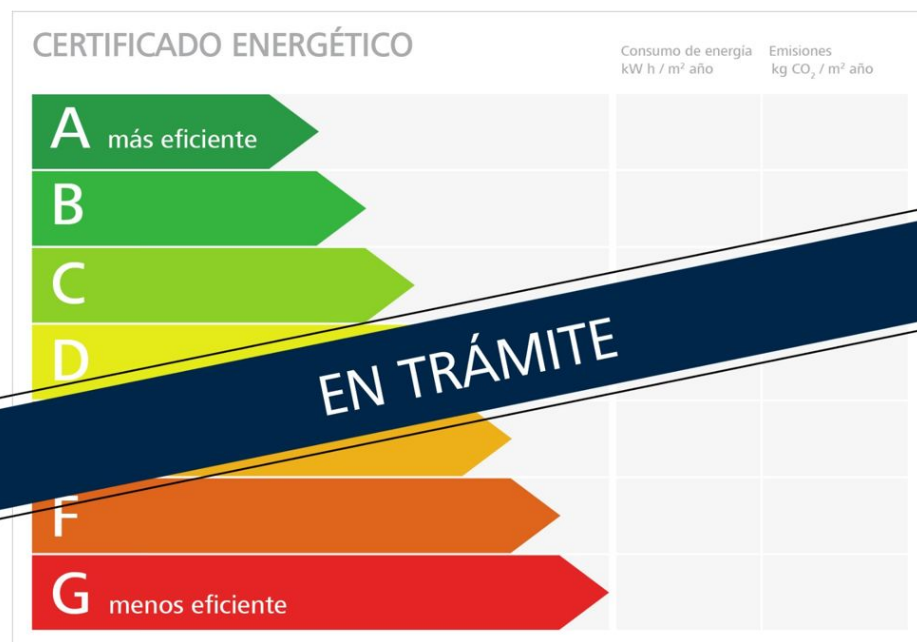 CERTIFICADO ENERGÉTICO
Consumo de energía
kW h / m² año
Emisiones
kg CO₂ / m² año
A más eficiente
B
C
D
EN TRÁMITE
F
G menos eficiente